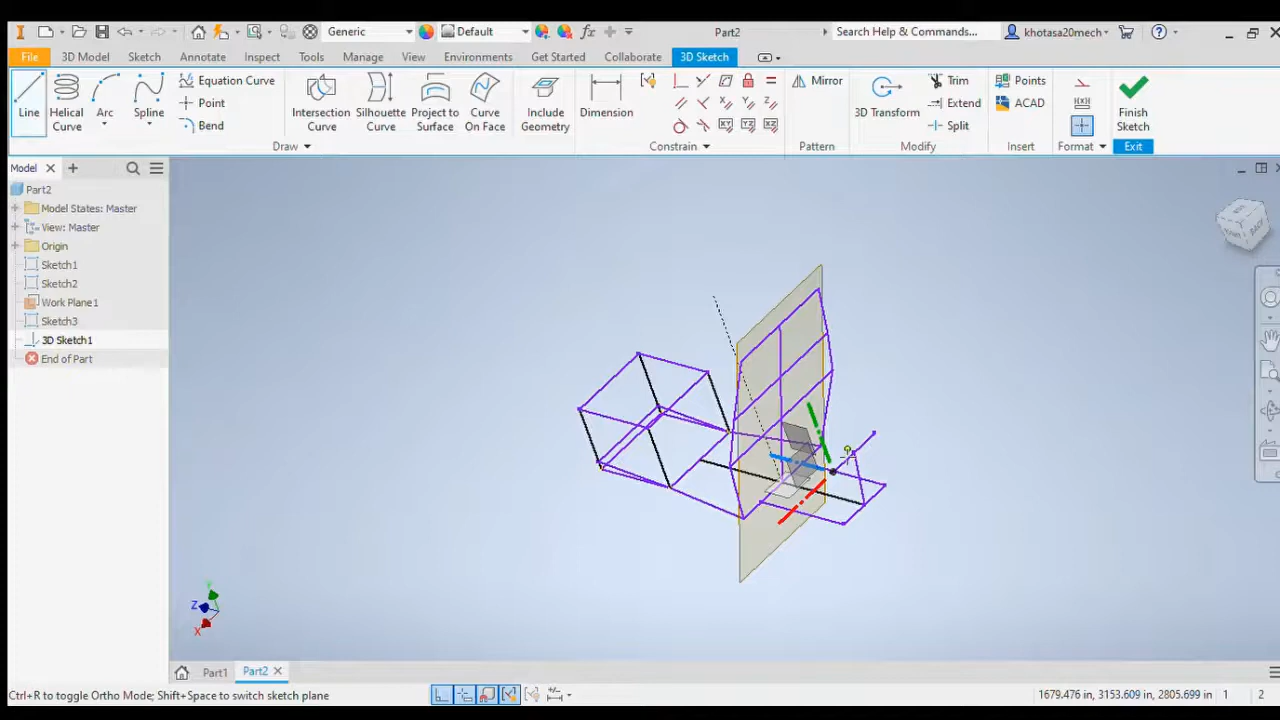 Generic
Default
fx
Part2
Search Help & Commands...
khotasa20mech
File
3D Model
Sketch
Annotate
Inspect
Tools
Manage
View
Environments
Get Started
Collaborate
3D Sketch
Line
Helical
Curve
Arc
Spline
Equation Curve
Point
Bend
Intersection
Curve
Silhouette
Curve
Project to
Surface
Curve
On Face
Include
Geometry
Dimension
Mirror
3D Transform
Trim
Extend
Split
Points
ACAD
Finish
Sketch
Draw
Constrain
Pattern
Modify
Insert
Format
Exit
Model
Part2
Model States: Master
View: Master
Origin
Sketch1
Sketch2
Work Plane1
Sketch3
3D Sketch1
End of Part
Z
X
Part1
Part2
Ctrl+R to toggle Ortho Mode; Shift+Space to switch sketch plane
1679.476 in, 3153.609 in, 2805.699 in 1 2